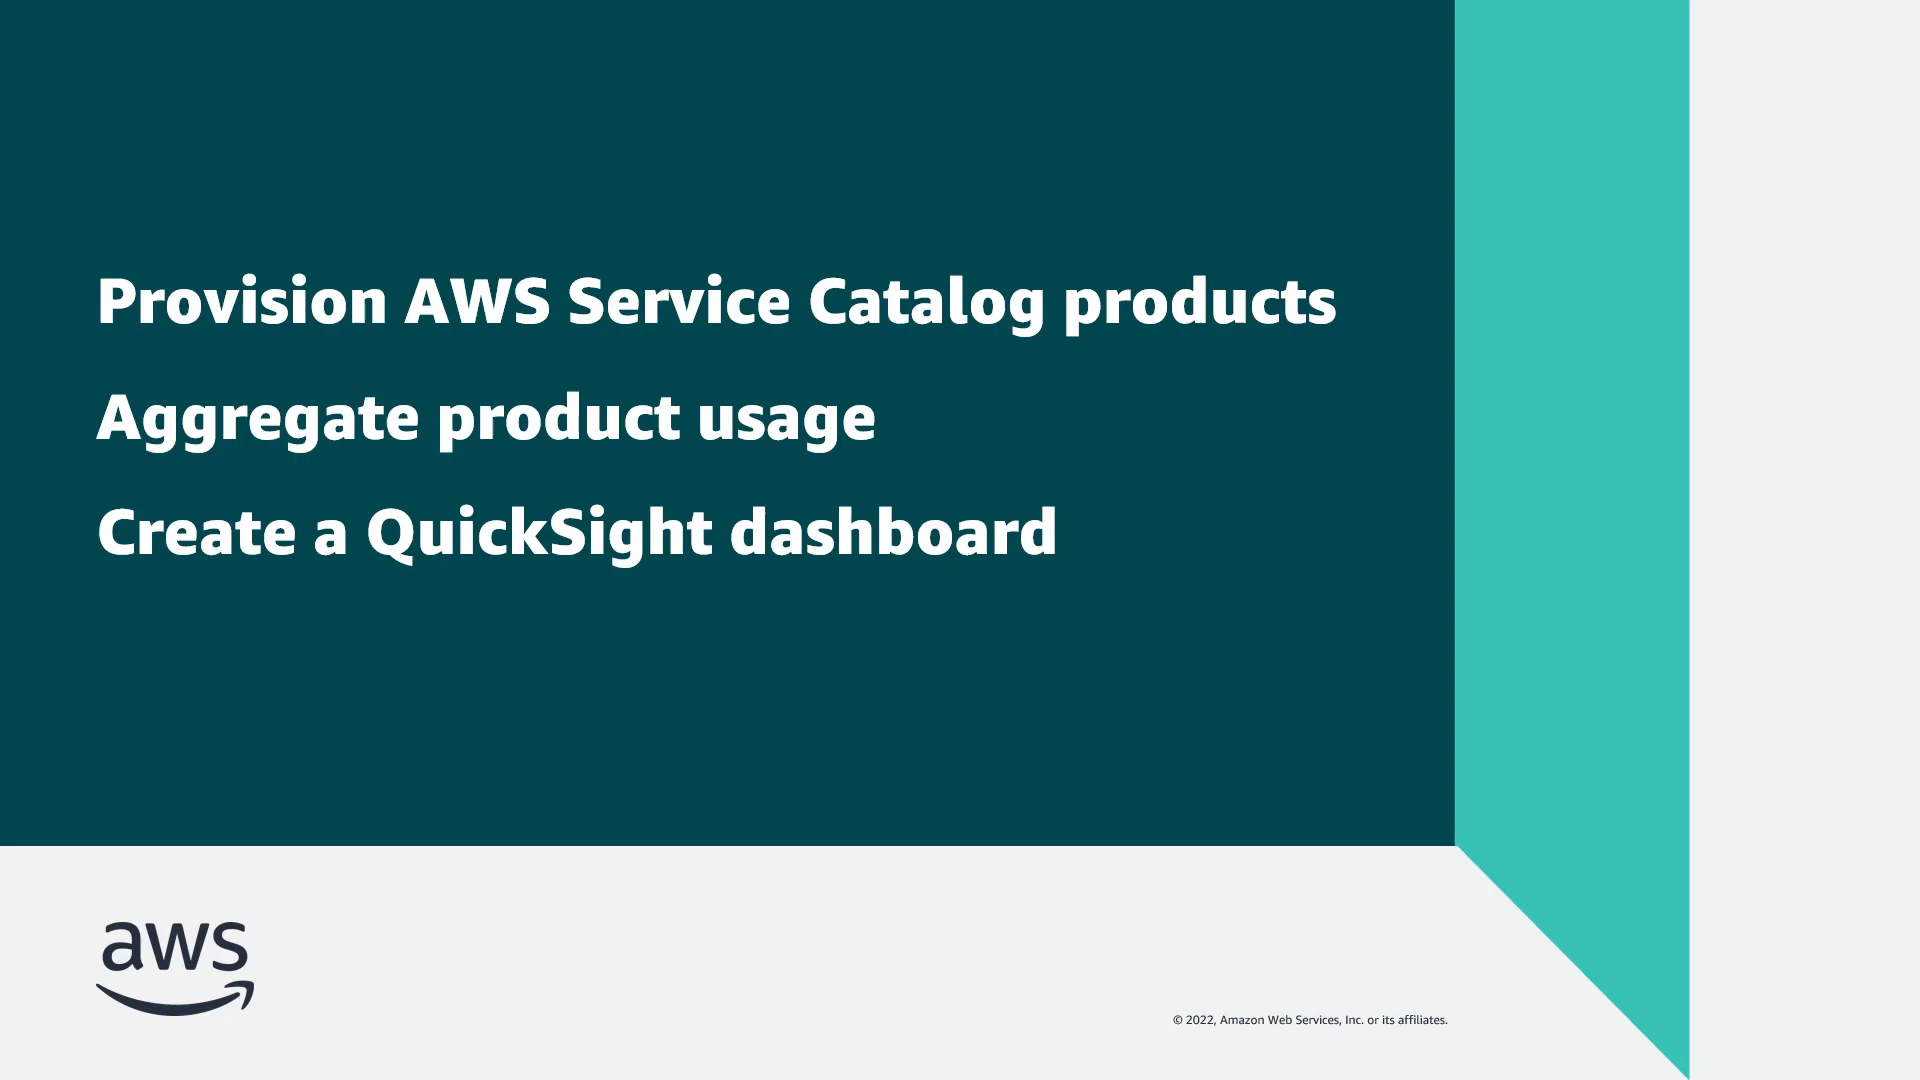 Provision AWS Service Catalog products
Aggregate product usage
Create a QuickSight dashboard
aws
© 2022, Amazon Web Services, Inc. or its affiliates.